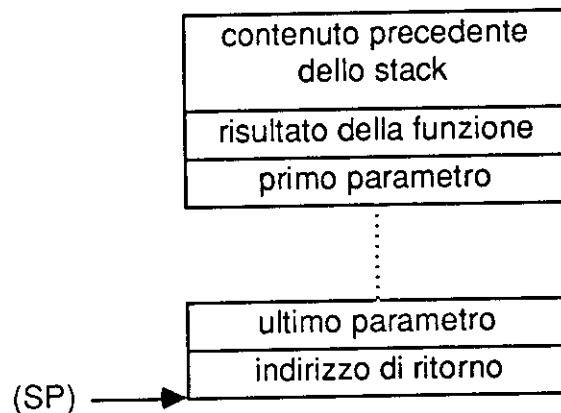 contenuto precedente
dello stack
risultato della funzione
primo parametro
ultimo parametro
indirizzo di ritorno
(SP)